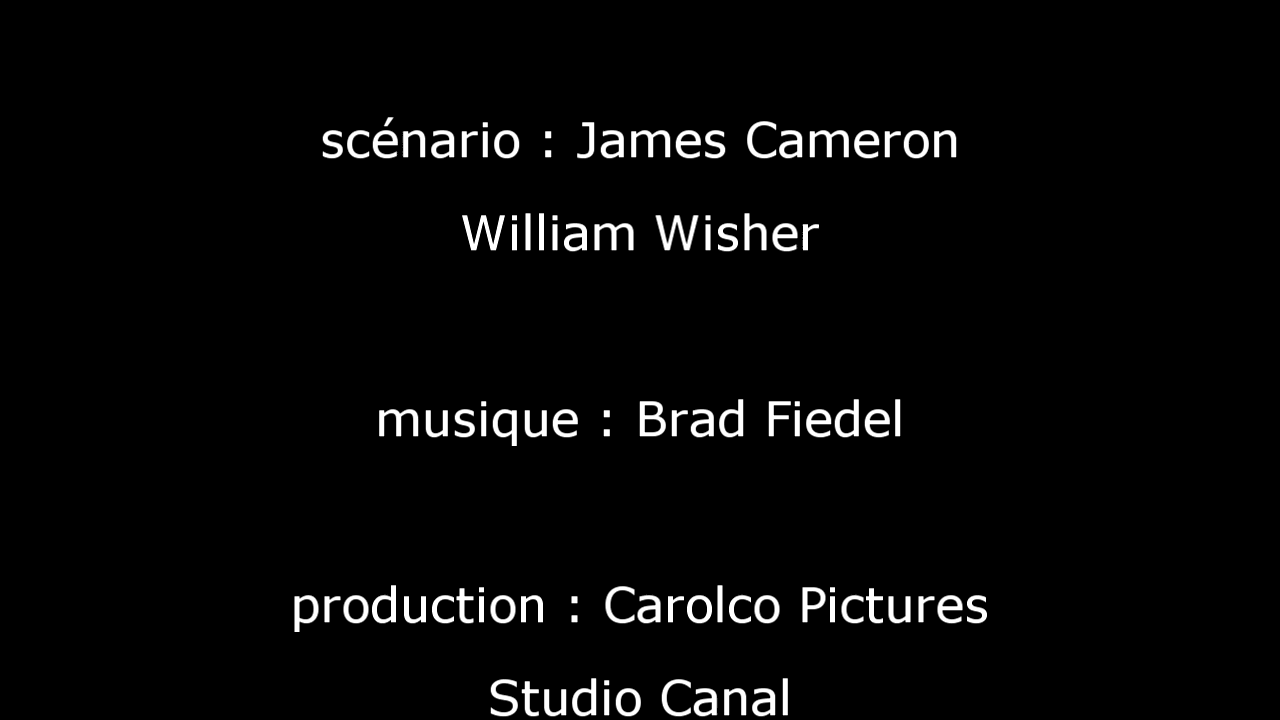 scénario : James Cameron
William Wisher
musique : Brad Fiedel
production : Carolco Pictures
Studio Canal